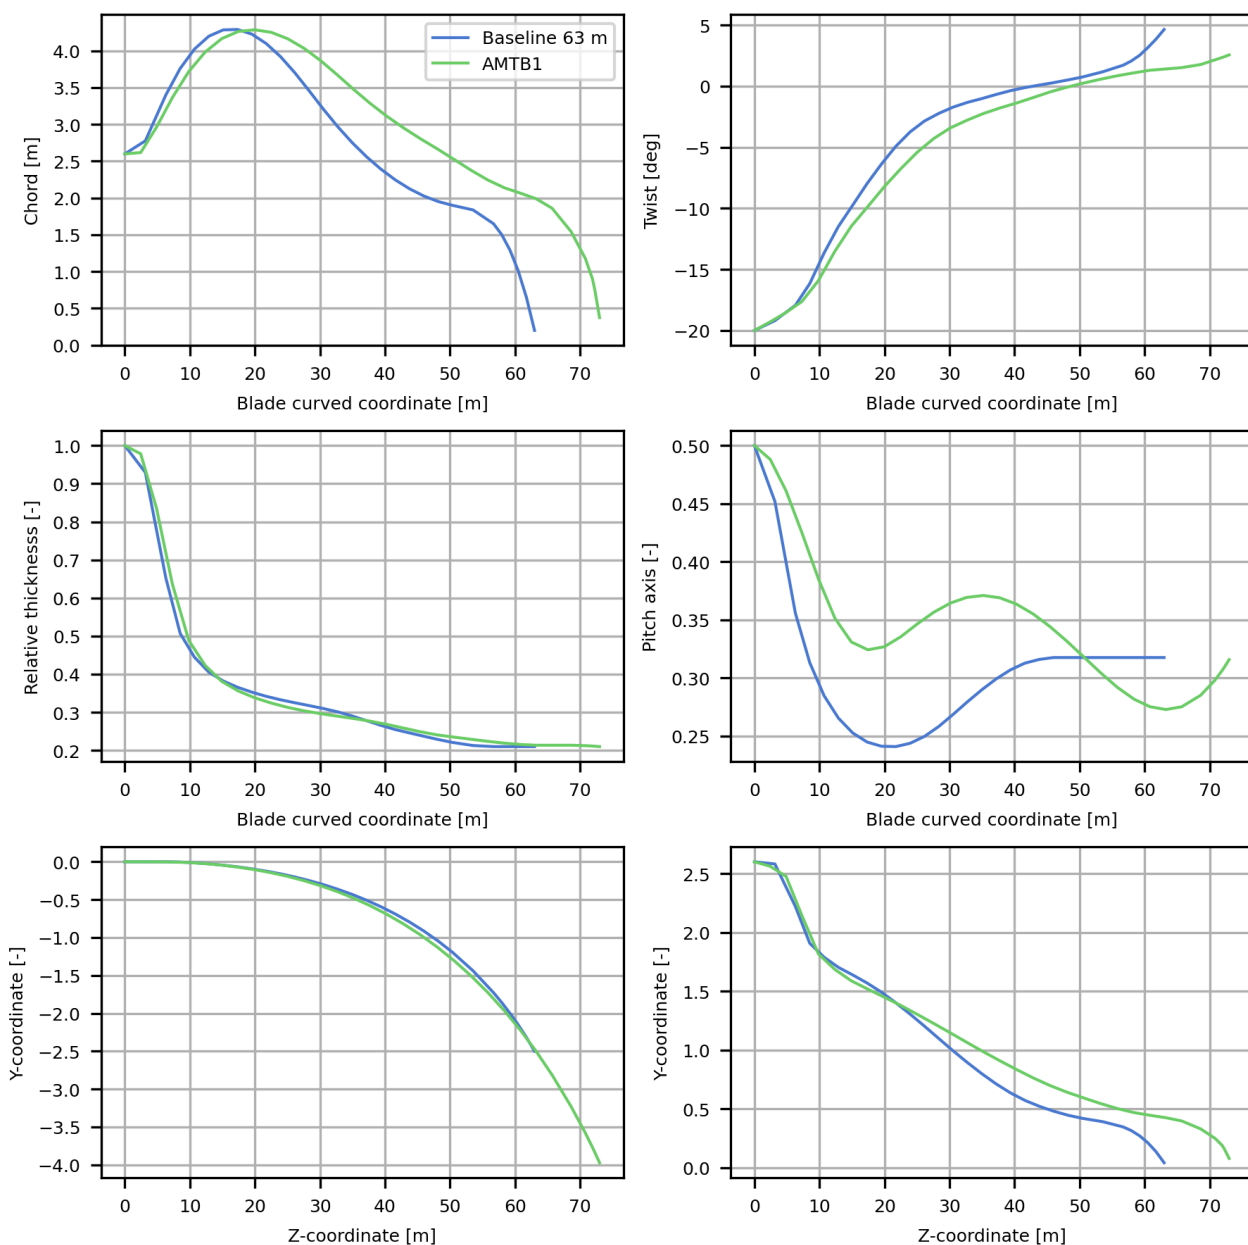 Baseline 63 m
AMTB1
4.0
3.5
3.0
2.5
2.0
1.5
1.0
0.5
0.0
Chord [m]
0 10 20 30 40 50 60 70
Blade curved coordinate [m]
5
0
−5
−10
−15
−20
Twist [deg]
0 10 20 30 40 50 60 70
Blade curved coordinate [m]
1.0
0.9
0.8
0.7
0.6
0.5
0.4
0.3
0.2
Relative thicknesss [-]
0 10 20 30 40 50 60 70
Blade curved coordinate [m]
0.50
0.45
0.40
0.35
0.30
0.25
Pitch axis [-]
0 10 20 30 40 50 60 70
Blade curved coordinate [m]
0.0
−0.5
−1.0
−1.5
−2.0
−2.5
−3.0
−3.5
−4.0
Y-coordinate [-]
0 10 20 30 40 50 60 70
Z-coordinate [m]
2.5
2.0
1.5
1.0
0.5
0.0
Y-coordinate [-]
0 10 20 30 40 50 60 70
Z-coordinate [m]